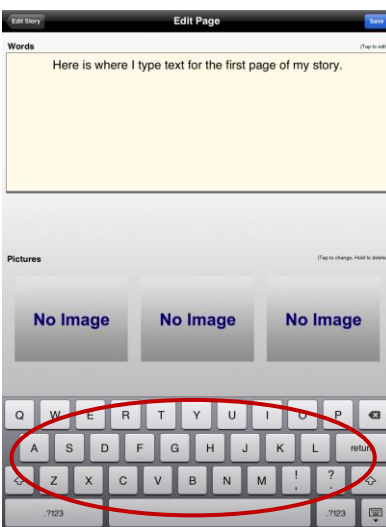 Edit Story Edit Page Save
Words (Tap to edit
Here is where I type text for the first page of my story.
Pictures (Tap to change, Hold to delete
No Image No Image No Image
Q W E R T Y U I O P
A S D F G H J K L return
Z X C V B N M ! , ? .
.?123 .?123